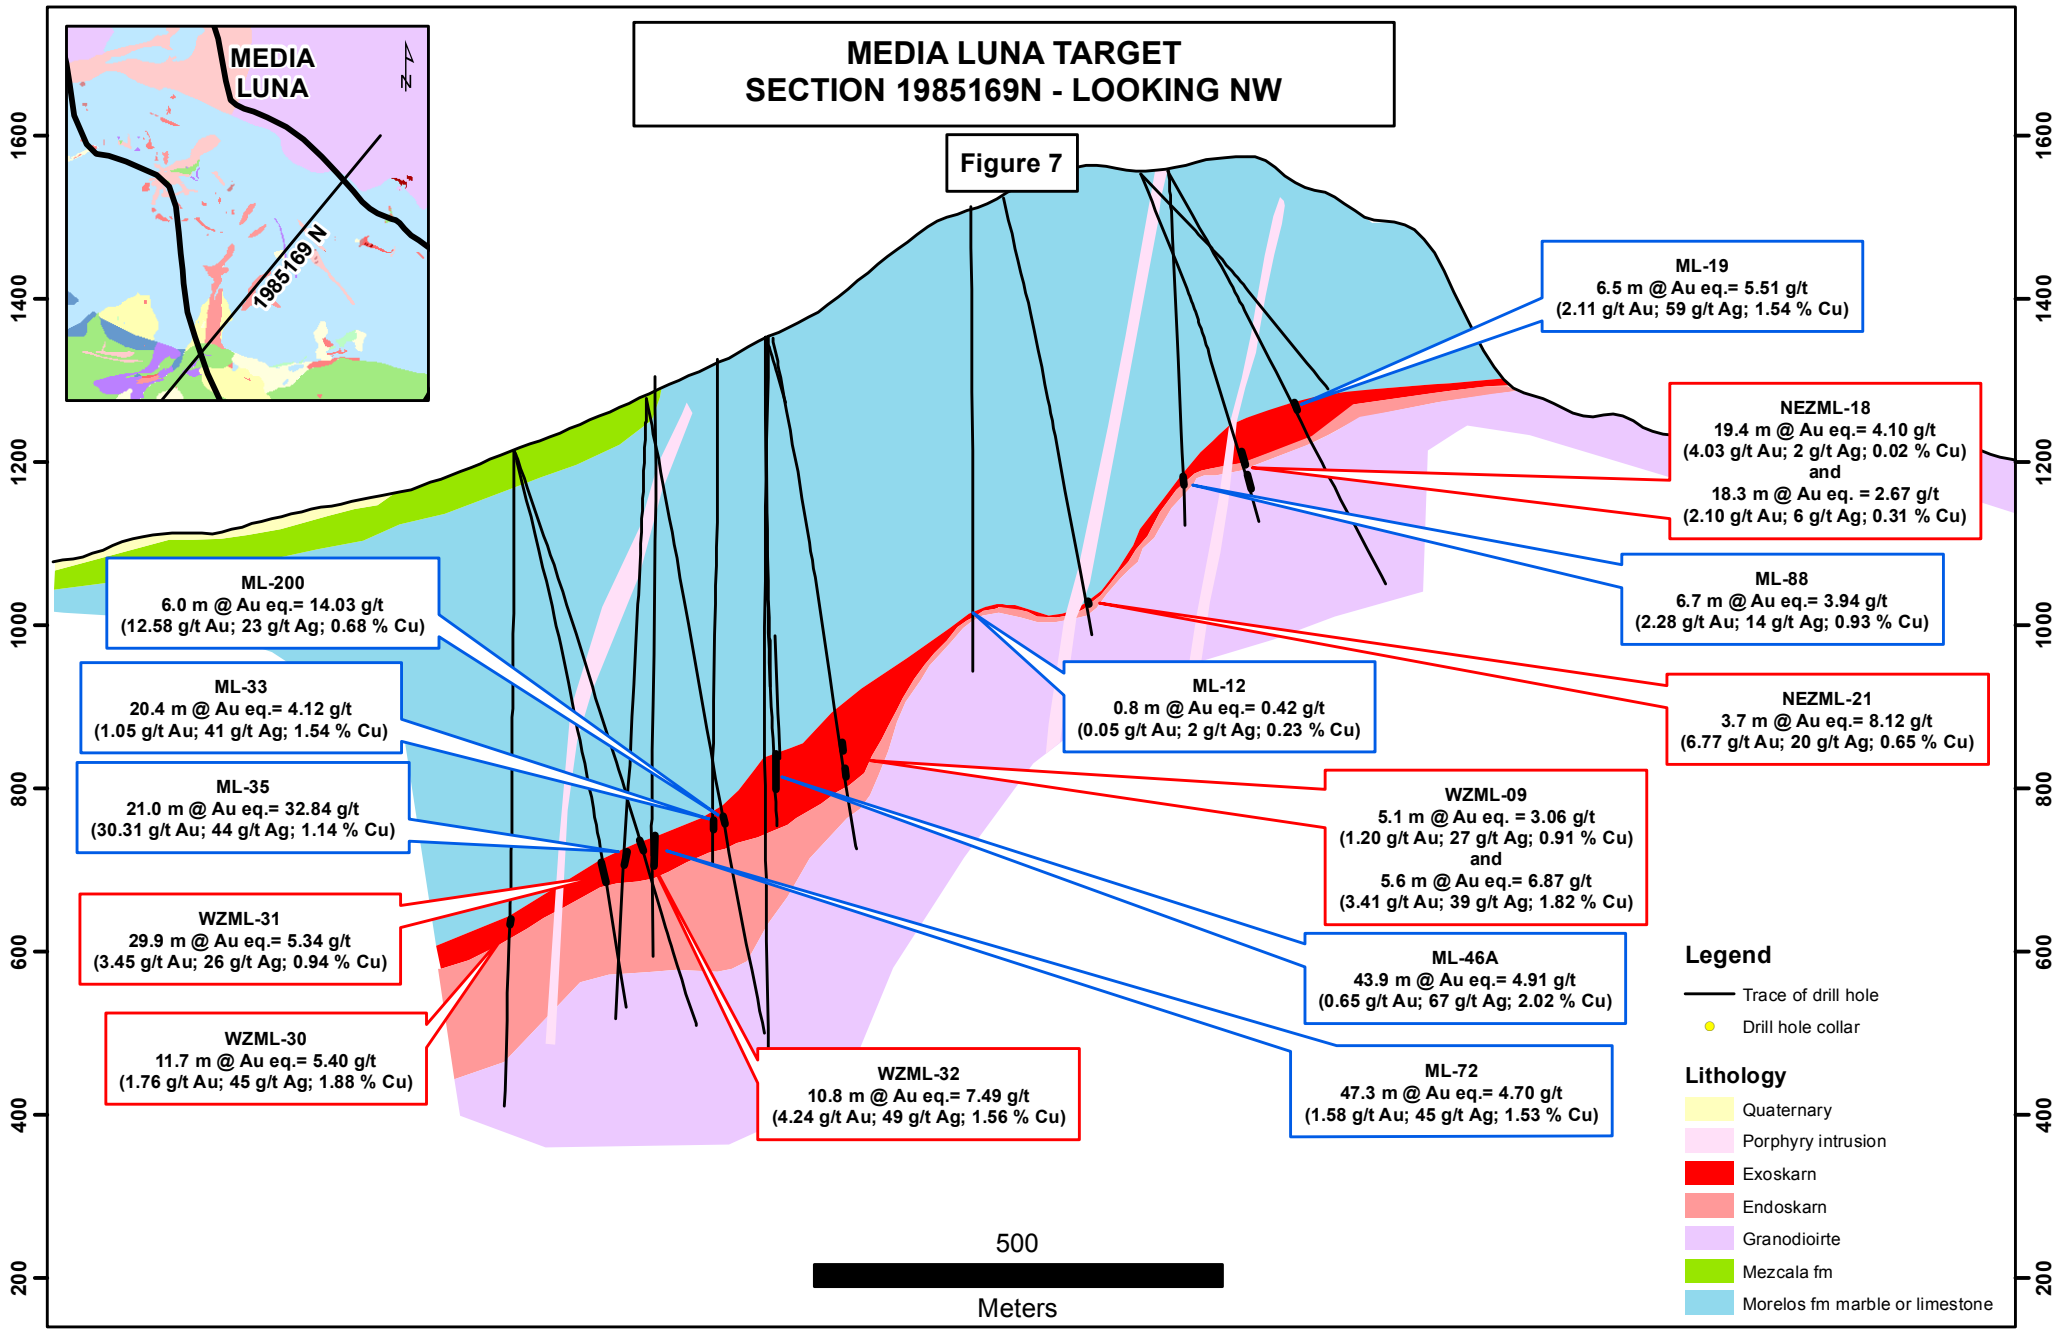 MEDIA LUNA TARGET
SECTION 1985169N - LOOKING NW
Figure 7
MEDIA
LUNA
N
1985169 N
1600
1400
1200
1000
800
600
400
200
1600
1400
1200
1000
800
600
400
200
ML-19
6.5 m @ Au eq.= 5.51 g/t
(2.11 g/t Au; 59 g/t Ag; 1.54 % Cu)
NEZML-18
19.4 m @ Au eq.= 4.10 g/t
(4.03 g/t Au; 2 g/t Ag; 0.02 % Cu)
and
18.3 m @ Au eq. = 2.67 g/t
(2.10 g/t Au; 6 g/t Ag; 0.31 % Cu)
ML-88
6.7 m @ Au eq.= 3.94 g/t
(2.28 g/t Au; 14 g/t Ag; 0.93 % Cu)
NEZML-21
3.7 m @ Au eq.= 8.12 g/t
(6.77 g/t Au; 20 g/t Ag; 0.65 % Cu)
ML-12
0.8 m @ Au eq.= 0.42 g/t
(0.05 g/t Au; 2 g/t Ag; 0.23 % Cu)
WZML-09
5.1 m @ Au eq. = 3.06 g/t
(1.20 g/t Au; 27 g/t Ag; 0.91 % Cu)
and
5.6 m @ Au eq.= 6.87 g/t
(3.41 g/t Au; 39 g/t Ag; 1.82 % Cu)
ML-46A
43.9 m @ Au eq.= 4.91 g/t
(0.65 g/t Au; 67 g/t Ag; 2.02 % Cu)
ML-72
47.3 m @ Au eq.= 4.70 g/t
(1.58 g/t Au; 45 g/t Ag; 1.53 % Cu)
ML-200
6.0 m @ Au eq.= 14.03 g/t
(12.58 g/t Au; 23 g/t Ag; 0.68 % Cu)
ML-33
20.4 m @ Au eq.= 4.12 g/t
(1.05 g/t Au; 41 g/t Ag; 1.54 % Cu)
ML-35
21.0 m @ Au eq.= 32.84 g/t
(30.31 g/t Au; 44 g/t Ag; 1.14 % Cu)
WZML-31
29.9 m @ Au eq.= 5.34 g/t
(3.45 g/t Au; 26 g/t Ag; 0.94 % Cu)
WZML-30
11.7 m @ Au eq.= 5.40 g/t
(1.76 g/t Au; 45 g/t Ag; 1.88 % Cu)
WZML-32
10.8 m @ Au eq.= 7.49 g/t
(4.24 g/t Au; 49 g/t Ag; 1.56 % Cu)
500
Meters
Legend
Trace of drill hole
Drill hole collar
Lithology
Quaternary
Porphyry intrusion
Exoskarn
Endoskarn
Granodioirte
Mezcala fm
Morelos fm marble or limestone